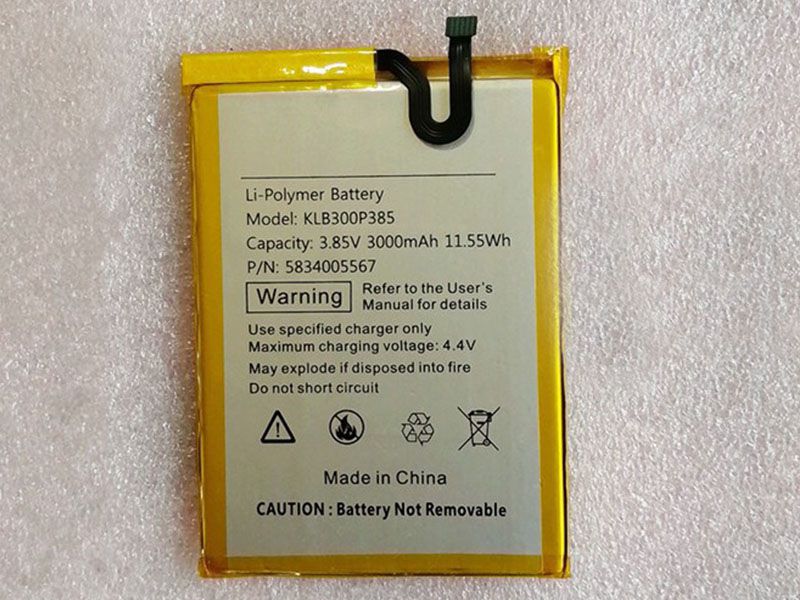 Li-Polymer Battery
Model: KLB300P385
Capacity: 3.85V 3000mAh 11.55Wh
P/N: 5834005567
Warning Refer to the User's
Manual for details
Use specified charger only
Maximum charging voltage: 4.4V
May explode if disposed into fire
Do not short circuit
Made in China
CAUTION : Battery Not Removable